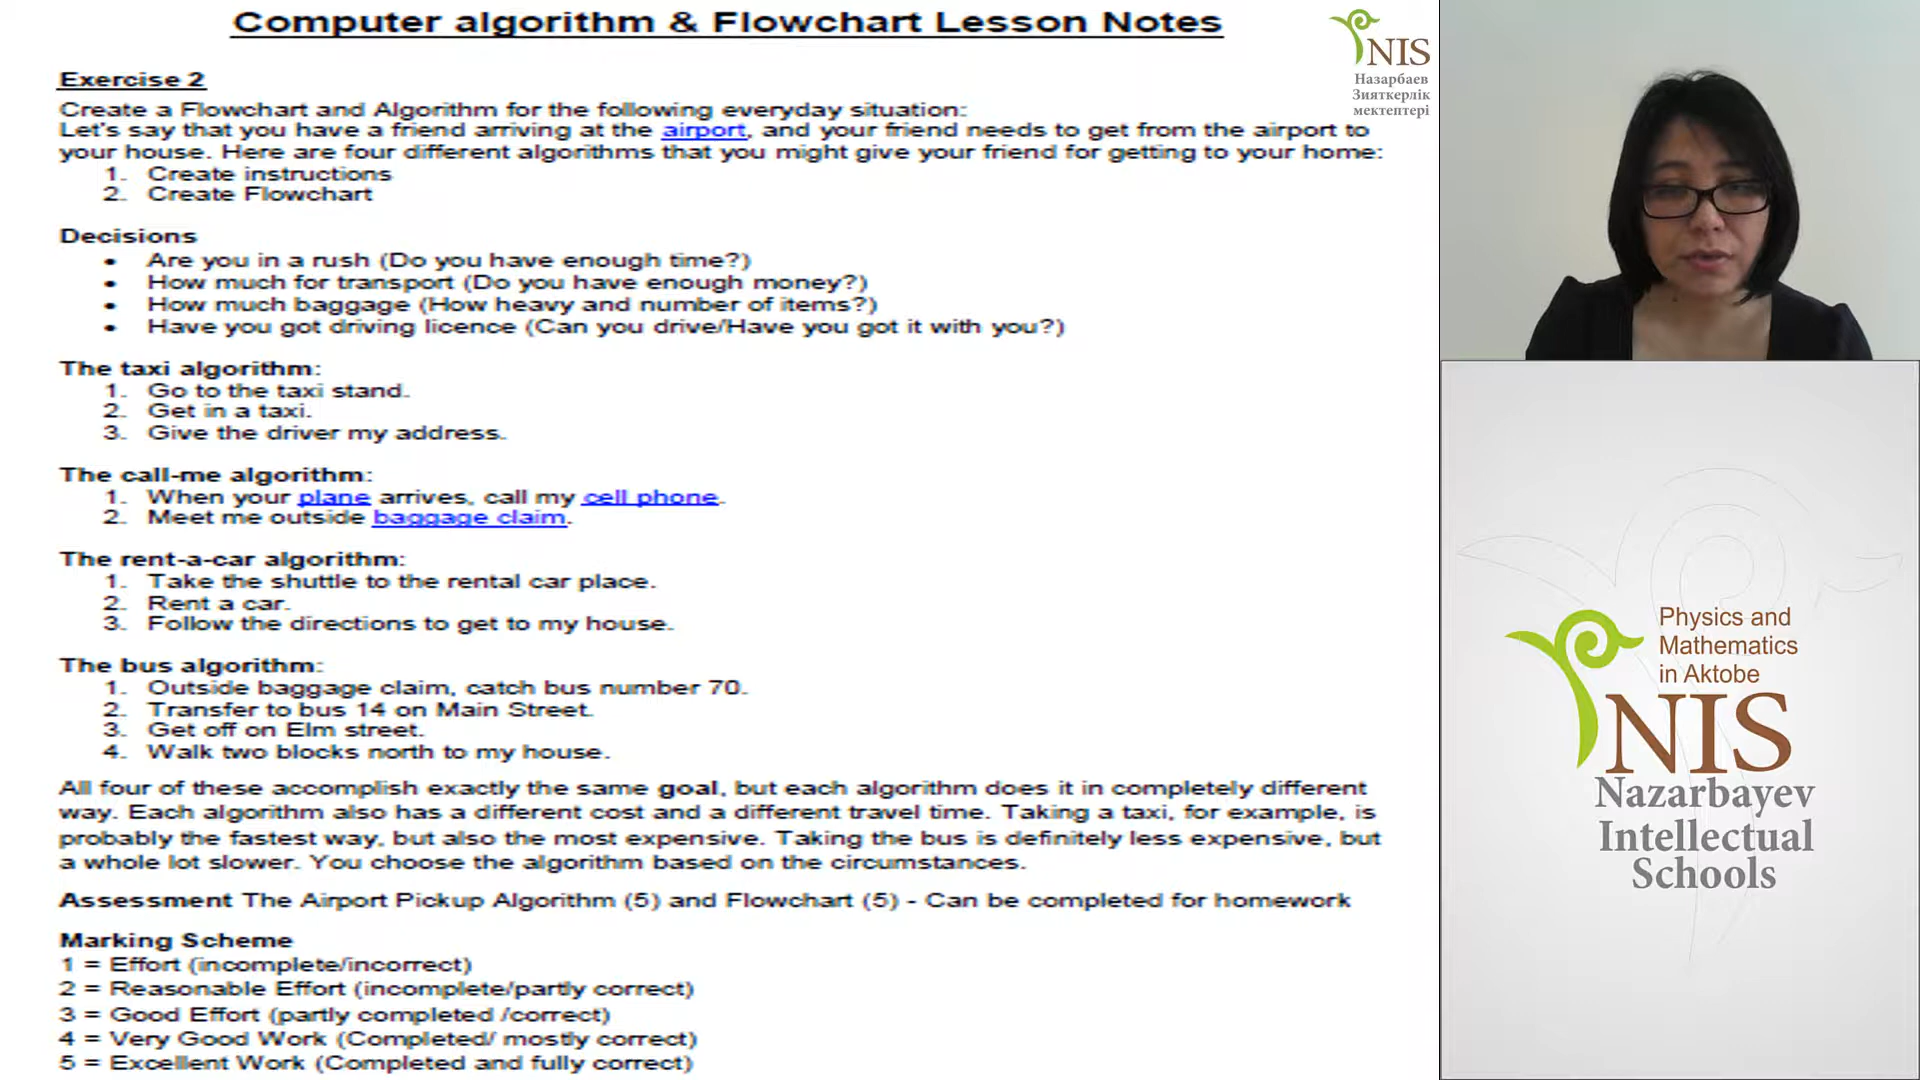 Computer algorithm & Flowchart Lesson Notes
NIS
Назарбаев
Зияткерлік
мектептері
Exercise 2
Create a Flowchart and Algorithm for the following everyday situation:
Let's say that you have a friend arriving at the airport, and your friend needs to get from the airport to
your house. Here are four different algorithms that you might give your friend for getting to your home:
1. Create instructions
2. Create Flowchart
Decisions
• Are you in a rush (Do you have enough time?)
• How much for transport (Do you have enough money?)
• How much baggage (How heavy and number of items?)
• Have you got driving licence (Can you drive/Have you got it with you?)
The taxi algorithm:
1. Go to the taxi stand.
2. Get in a taxi.
3. Give the driver my address.
The call-me algorithm:
1. When your plane arrives, call my cell phone.
2. Meet me outside baggage claim.
The rent-a-car algorithm:
1. Take the shuttle to the rental car place.
2. Rent a car.
3. Follow the directions to get to my house.
The bus algorithm:
1. Outside baggage claim, catch bus number 70.
2. Transfer to bus 14 on Main Street.
3. Get off on Elm street.
4. Walk two blocks north to my house.
All four of these accomplish exactly the same goal, but each algorithm does it in completely different
way. Each algorithm also has a different cost and a different travel time. Taking a taxi, for example, is
probably the fastest way, but also the most expensive. Taking the bus is definitely less expensive, but
a whole lot slower. You choose the algorithm based on the circumstances.
Assessment The Airport Pickup Algorithm (5) and Flowchart (5) - Can be completed for homework
Marking Scheme
1 = Effort (incomplete/incorrect)
2 = Reasonable Effort (incomplete/partly correct)
3 = Good Effort (partly completed /correct)
4 = Very Good Work (Completed/ mostly correct)
5 = Excellent Work (Completed and fully correct)
Physics and
Mathematics
in Aktobe
NIS
Nazarbayev
Intellectual
Schools